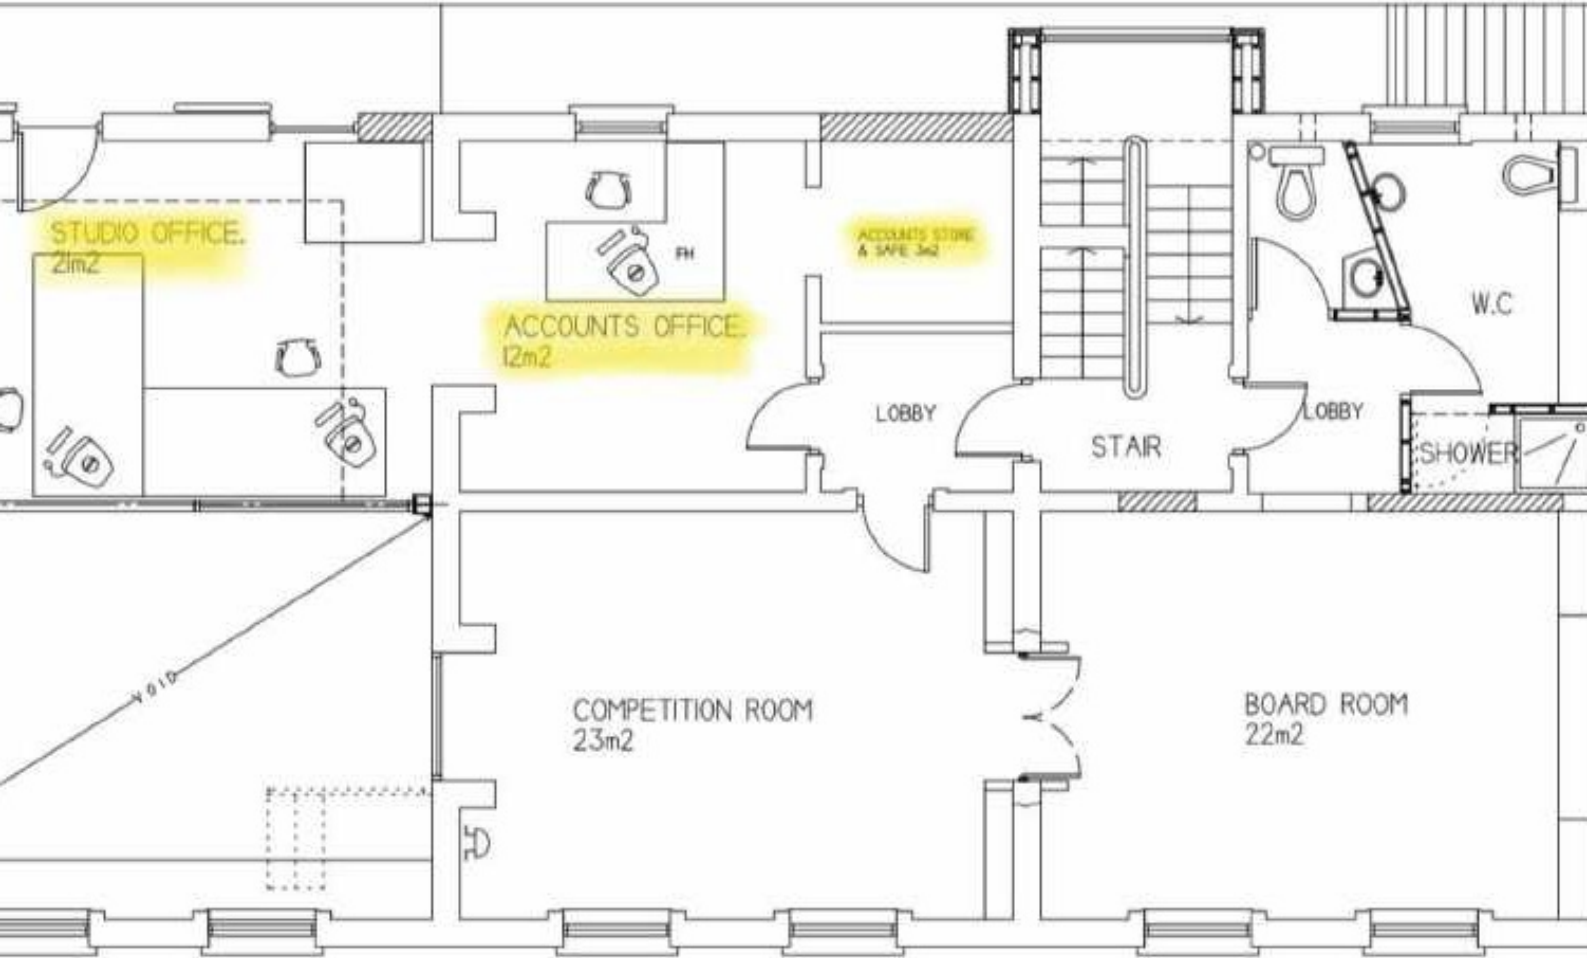 STUDIO OFFICE.
21m2
ACCOUNTS OFFICE.
12m2
FH
ACCOUNTS STORE
& SAFE 3m2
LOBBY
STAIR
LOBBY
W.C
SHOWER
VOID
COMPETITION ROOM
23m2
BOARD ROOM
22m2